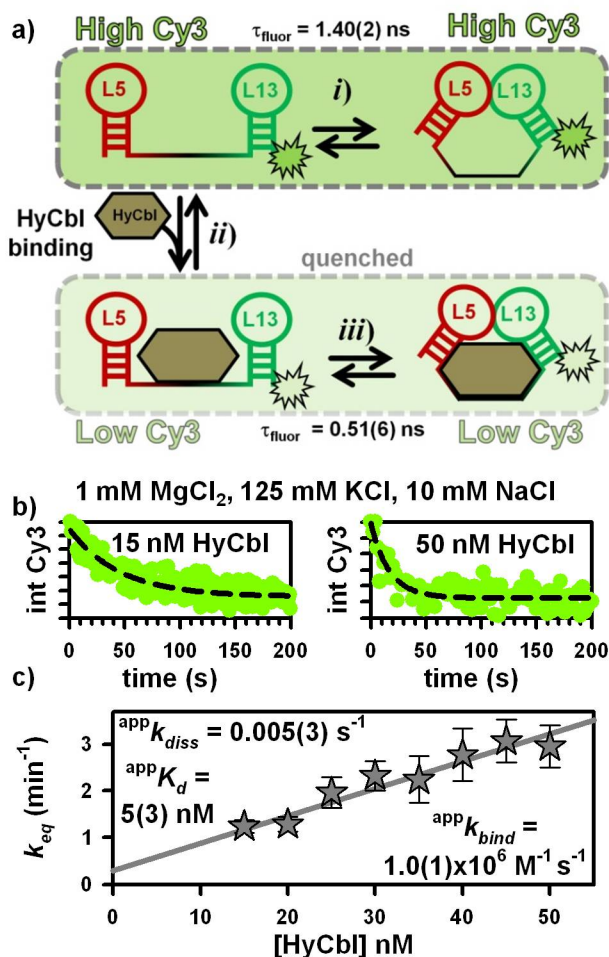 a)
High Cy3
τfluor = 1.40(2) ns
High Cy3
L5
L13
i)
L5
L13
HyCbl
binding
HyCbl
ii)
quenched
L5
L13
iii)
L5
L13
Low Cy3
τfluor = 0.51(6) ns
Low Cy3
1 mM MgCl2, 125 mM KCl, 10 mM NaCl
b)
int Cy3
15 nM HyCbl
0 50 100 150 200
time (s)
int Cy3
50 nM HyCbl
0 50 100 150 200
time (s)
c)
appkdiss = 0.005(3) s-1
appKd =
5(3) nM
appkbind =
1.0(1)x10^6 M-1 s-1
keq (min-1)
3
2
1
0
0 10 20 30 40 50
[HyCbl] nM